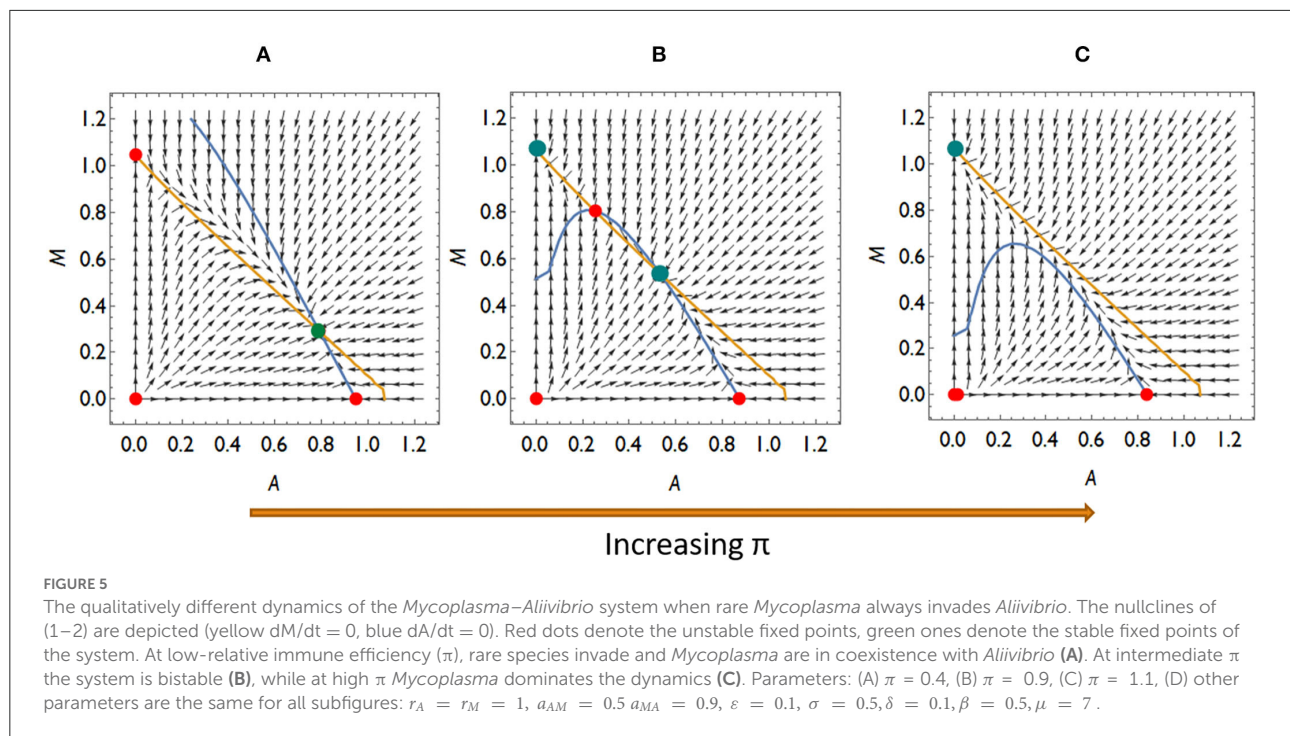 A
B
C
1.2
1.0
0.8
0.6
0.4
0.2
0.0
M
0.0 0.2 0.4 0.6 0.8 1.0 1.2
A
1.2
1.0
0.8
0.6
0.4
0.2
0.0
M
0.0 0.2 0.4 0.6 0.8 1.0 1.2
A
1.2
1.0
0.8
0.6
0.4
0.2
0.0
M
0.0 0.2 0.4 0.6 0.8 1.0 1.2
A
Increasing π
FIGURE 5
The qualitatively different dynamics of the Mycoplasma–Aliivibrio system when rare Mycoplasma always invades Aliivibrio. The nullclines of
(1–2) are depicted (yellow dM/dt = 0, blue dA/dt = 0). Red dots denote the unstable fixed points, green ones denote the stable fixed points of
the system. At low-relative immune efficiency (π), rare species invade and Mycoplasma are in coexistence with Aliivibrio (A). At intermediate π
the system is bistable (B), while at high π Mycoplasma dominates the dynamics (C). Parameters: (A) π = 0.4, (B) π = 0.9, (C) π = 1.1, (D) other
parameters are the same for all subfigures: r_A = r_M = 1, a_AM = 0.5 a_MA = 0.9, ε = 0.1, σ = 0.5, δ = 0.1, β = 0.5, μ = 7 .